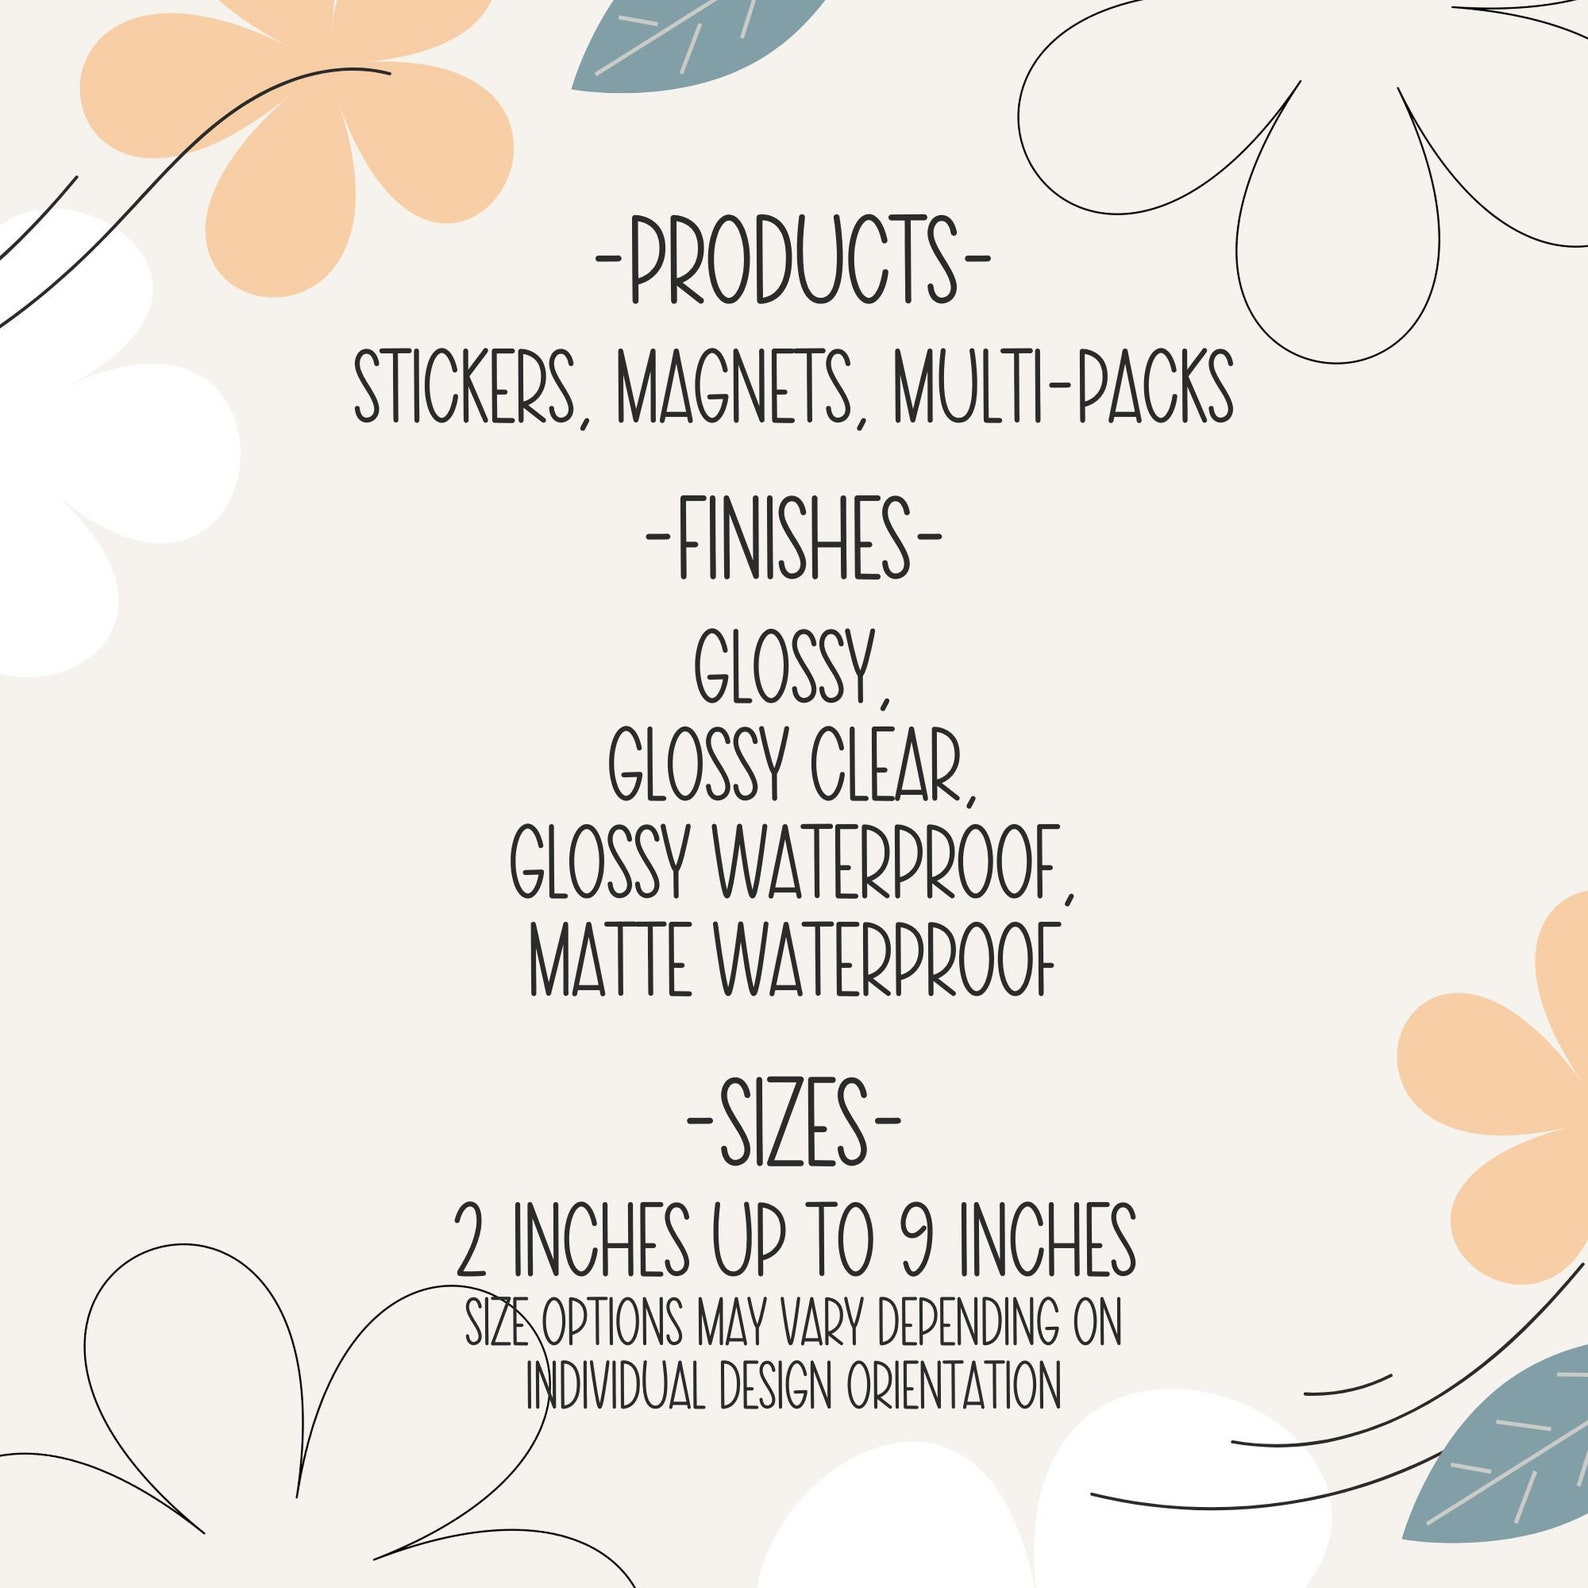 -PRODUCTS-
STICKERS, MAGNETS, MULTI-PACKS
-FINISHES-
GLOSSY,
GLOSSY CLEAR,
GLOSSY WATERPROOF,
MATTE WATERPROOF
-SIZES-
2 INCHES UP TO 9 INCHES
SIZE OPTIONS MAY VARY DEPENDING ON
INDIVIDUAL DESIGN ORIENTATION